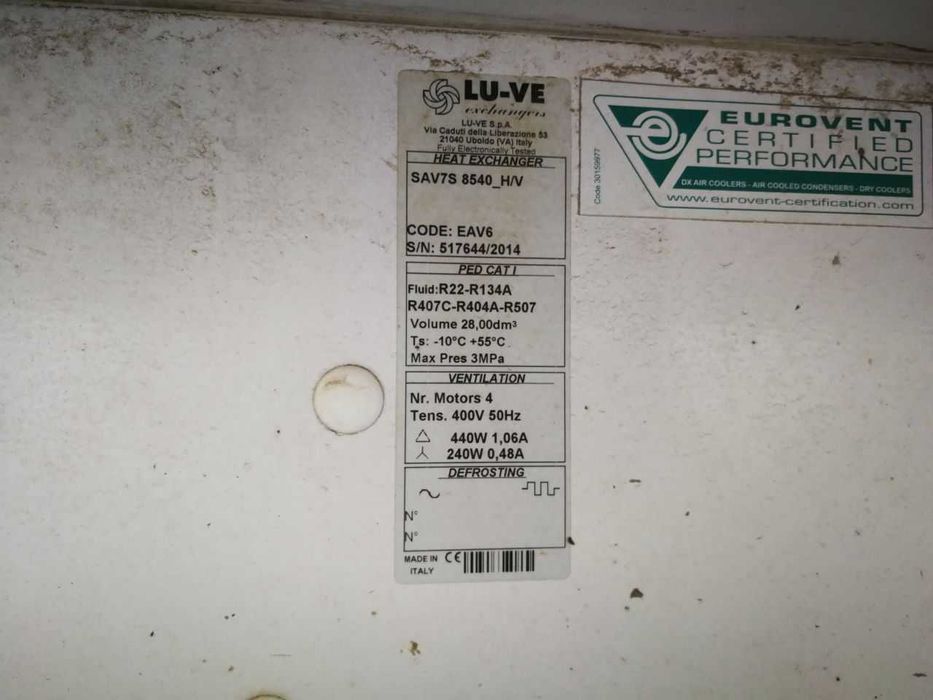 LU-VE
exchangers
LU-VE S.p.A.
Via Caduti della Liberazione 53
21040 Uboldo (VA) Italy
Fully Electronically Tested
HEAT EXCHANGER
SAV7S 8540_H/V
CODE: EAV6
S/N: 517644/2014
PED CAT I
Fluid:R22-R134A
R407C-R404A-R507
Volume 28,00dm³
Ts: -10°C +55°C
Max Pres 3MPa
VENTILATION
Nr. Motors 4
Tens. 400V 50Hz
440W 1,06A
240W 0,48A
DEFROSTING
N°
N°
MADE IN
ITALY
CE
Code 30159977
e
EUROVENT
CERTIFIED
PERFORMANCE
DX AIR COOLERS - AIR COOLED CONDENSERS - DRY COOLERS
www.eurovent-certification.com